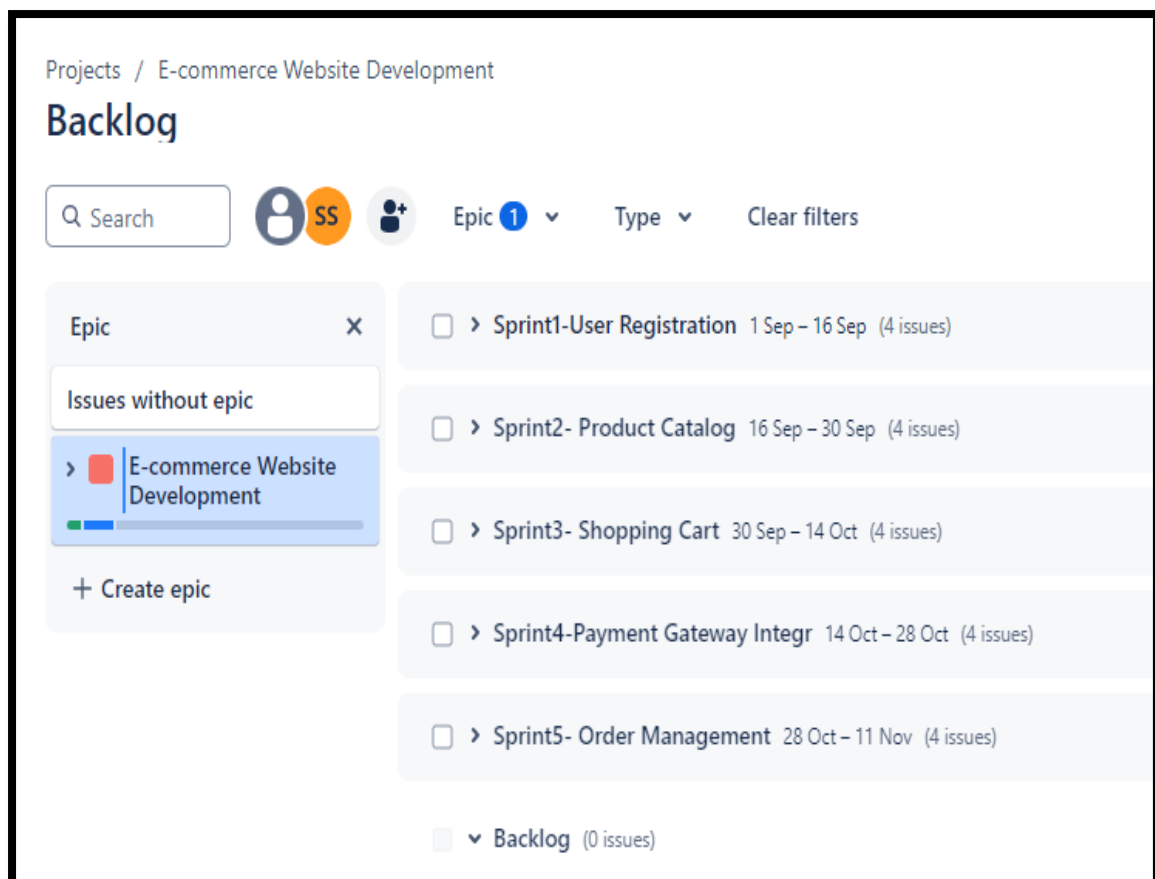 Projects / E-commerce Website Development
Backlog
Search
SS
Epic 1
Type
Clear filters
Epic
Issues without epic
E-commerce Website
Development
+ Create epic
Sprint1-User Registration 1 Sep – 16 Sep (4 issues)
Sprint2- Product Catalog 16 Sep – 30 Sep (4 issues)
Sprint3- Shopping Cart 30 Sep – 14 Oct (4 issues)
Sprint4-Payment Gateway Integr 14 Oct – 28 Oct (4 issues)
Sprint5- Order Management 28 Oct – 11 Nov (4 issues)
Backlog (0 issues)